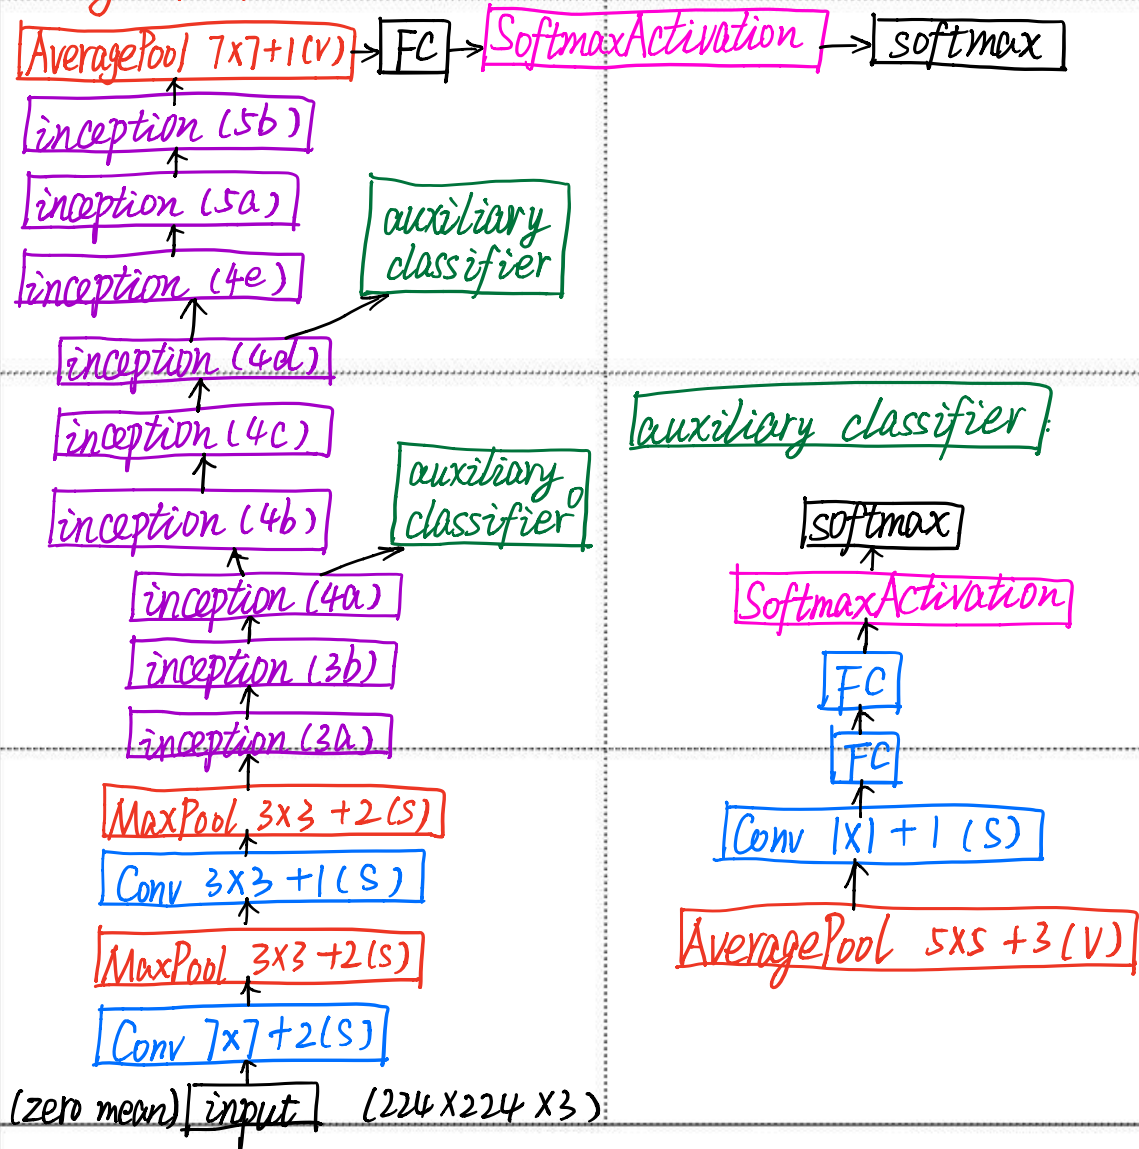 AveragePool 7x7+1(V)
FC
SoftmaxActivation
softmax
inception (5b)
inception (5a)
inception (4e)
auxiliary
classifier
inception (4d)
inception (4c)
inception (4b)
auxiliary
classifier
inception (4a)
inception (3b)
inception (3a)
MaxPool 3x3+2(S)
Conv 3x3+1(S)
MaxPool 3x3+2(S)
Conv 7x7+2(S)
(zero mean) input (224x224x3)
auxiliary classifier:
softmax
SoftmaxActivation
FC
FC
Conv 1x1+1(S)
AveragePool 5x5+3(V)